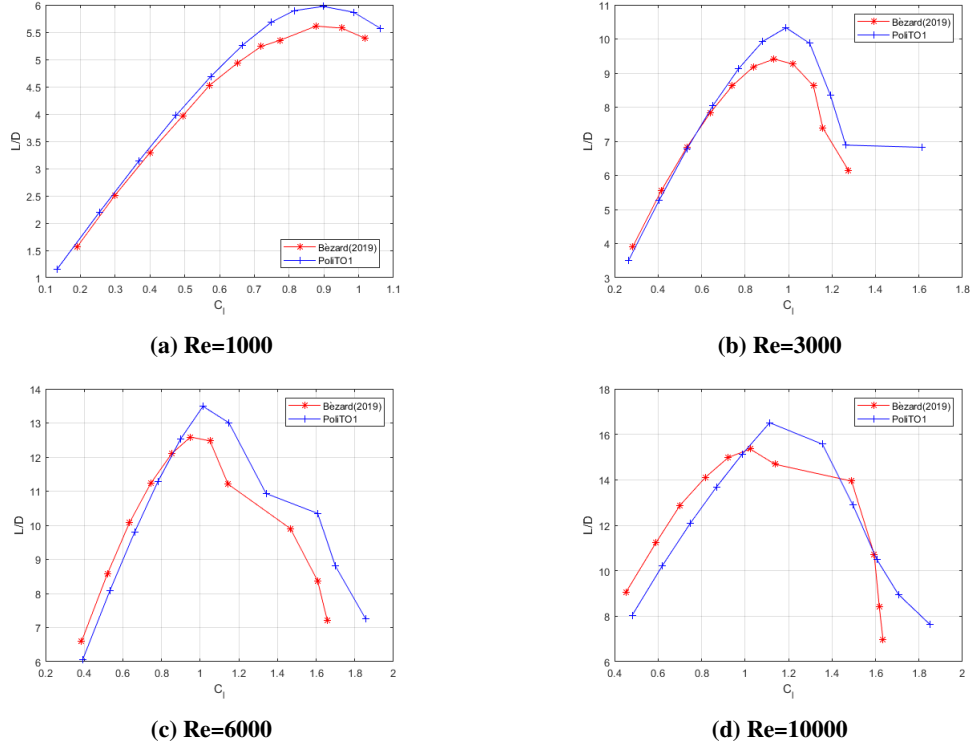 6
5.5
5
4.5
4
3.5
3
2.5
2
1.5
1
L/D
0.1 0.2 0.3 0.4 0.5 0.6 0.7 0.8 0.9 1 1.1
C_l
Bèzard(2019)
PoliTO1
(a) Re=1000
11
10
9
8
7
6
5
4
3
L/D
0.2 0.4 0.6 0.8 1 1.2 1.4 1.6 1.8
C_l
Bèzard(2019)
PoliTO1
(b) Re=3000
14
13
12
11
10
9
8
7
6
L/D
0.2 0.4 0.6 0.8 1 1.2 1.4 1.6 1.8 2
C_l
Bèzard(2019)
PoliTO1
(c) Re=6000
18
16
14
12
10
8
6
L/D
0.4 0.6 0.8 1 1.2 1.4 1.6 1.8 2
C_l
Bèzard(2019)
PoliTO1
(d) Re=10000